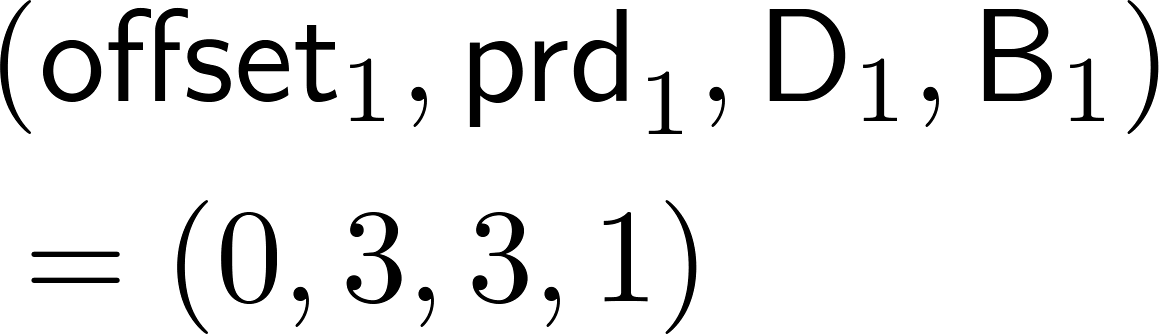 (offset₁, prd₁, D₁, B₁)
= (0, 3, 3, 1)